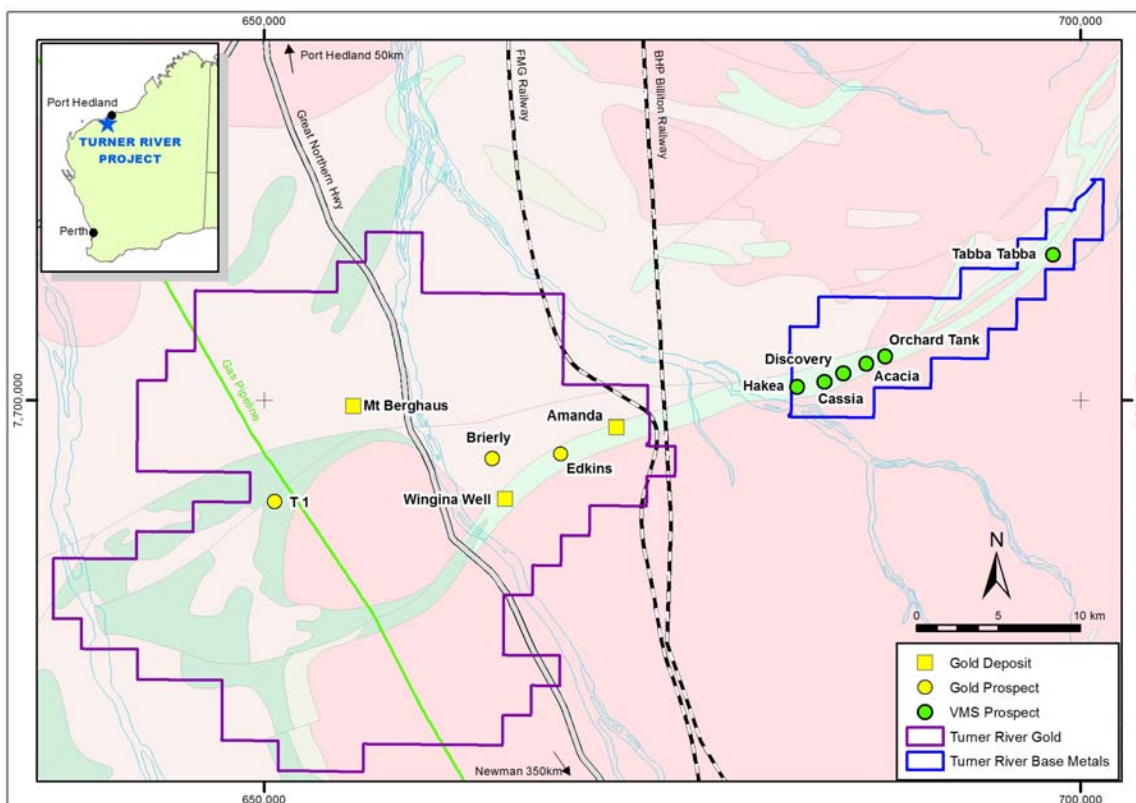 650,000
700,000
Port Hedland 50km
FMG Railway
BHP Billiton Railway
Great Northern Hwy
Port Hedland
TURNER RIVER
PROJECT
Perth
Tabba Tabba
Orchard Tank
Discovery
Acacia
Hakea
Cassia
7,700,000
Gas Pipeline
Mt Berghaus
Amanda
Brierly
Edkins
Wingina Well
T 1
N
0 5 10 km
Gold Deposit
Gold Prospect
VMS Prospect
Turner River Gold
Turner River Base Metals
Newman 350km
650,000
700,000